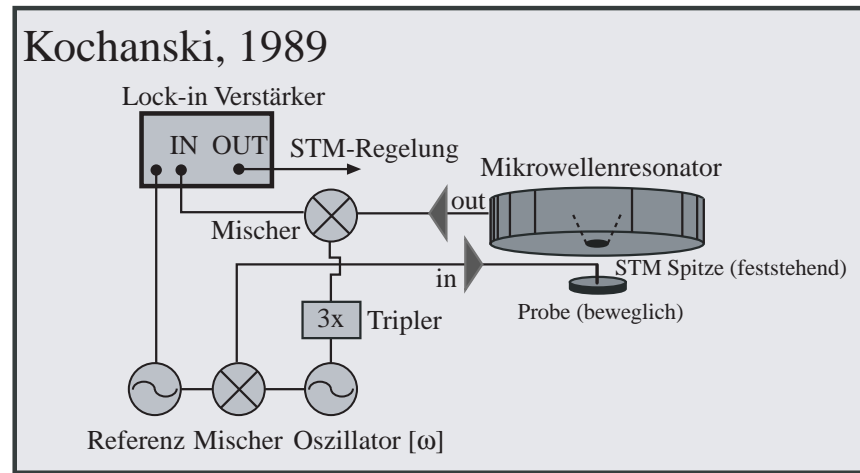 Kochanski, 1989
Lock-in Verstärker
IN OUT
STM-Regelung
Mikrowellenresonator
out
Mischer
in
STM Spitze (feststehend)
Probe (beweglich)
3x Tripler
Referenz Mischer Oszillator [ω]